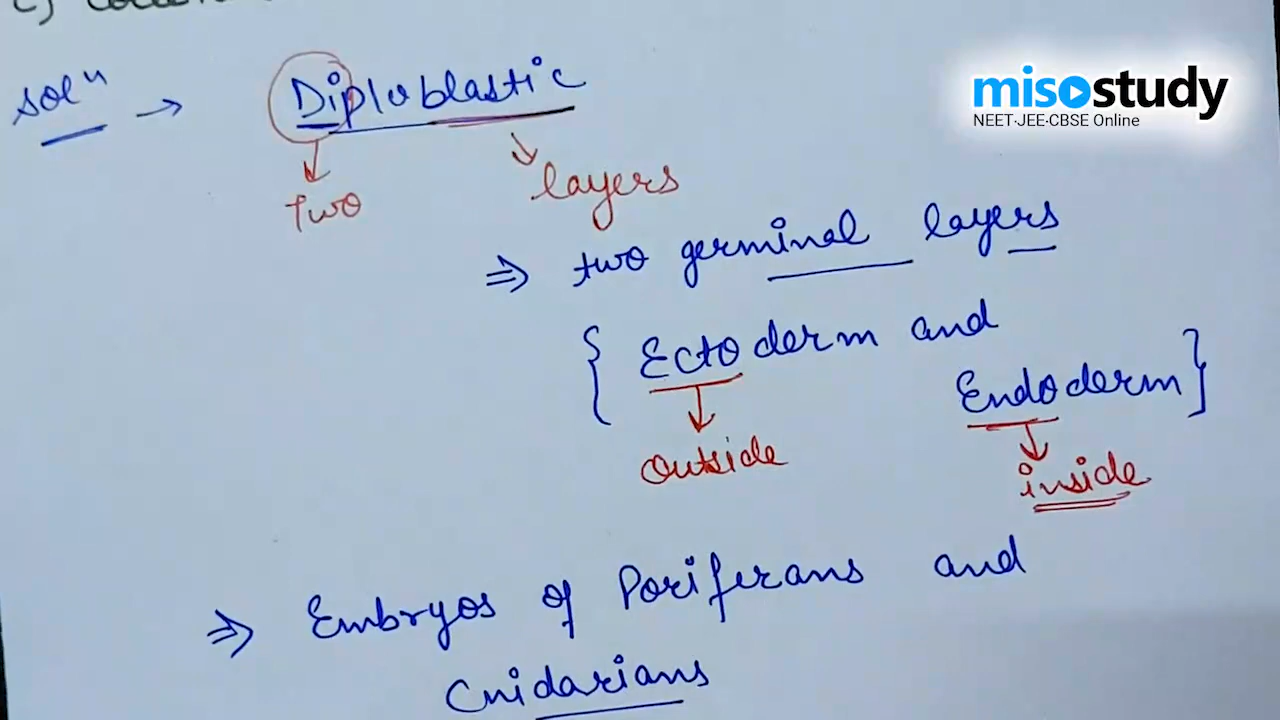 c)
misostudy
NEET-JEE-CBSE Online
solⁿ → Diploblastic
two
layers
⇒ two germinal layers
{ Ectoderm and
Endoderm }
outside
inside
⇒ Embryos of Poriferans and
Cnidarians